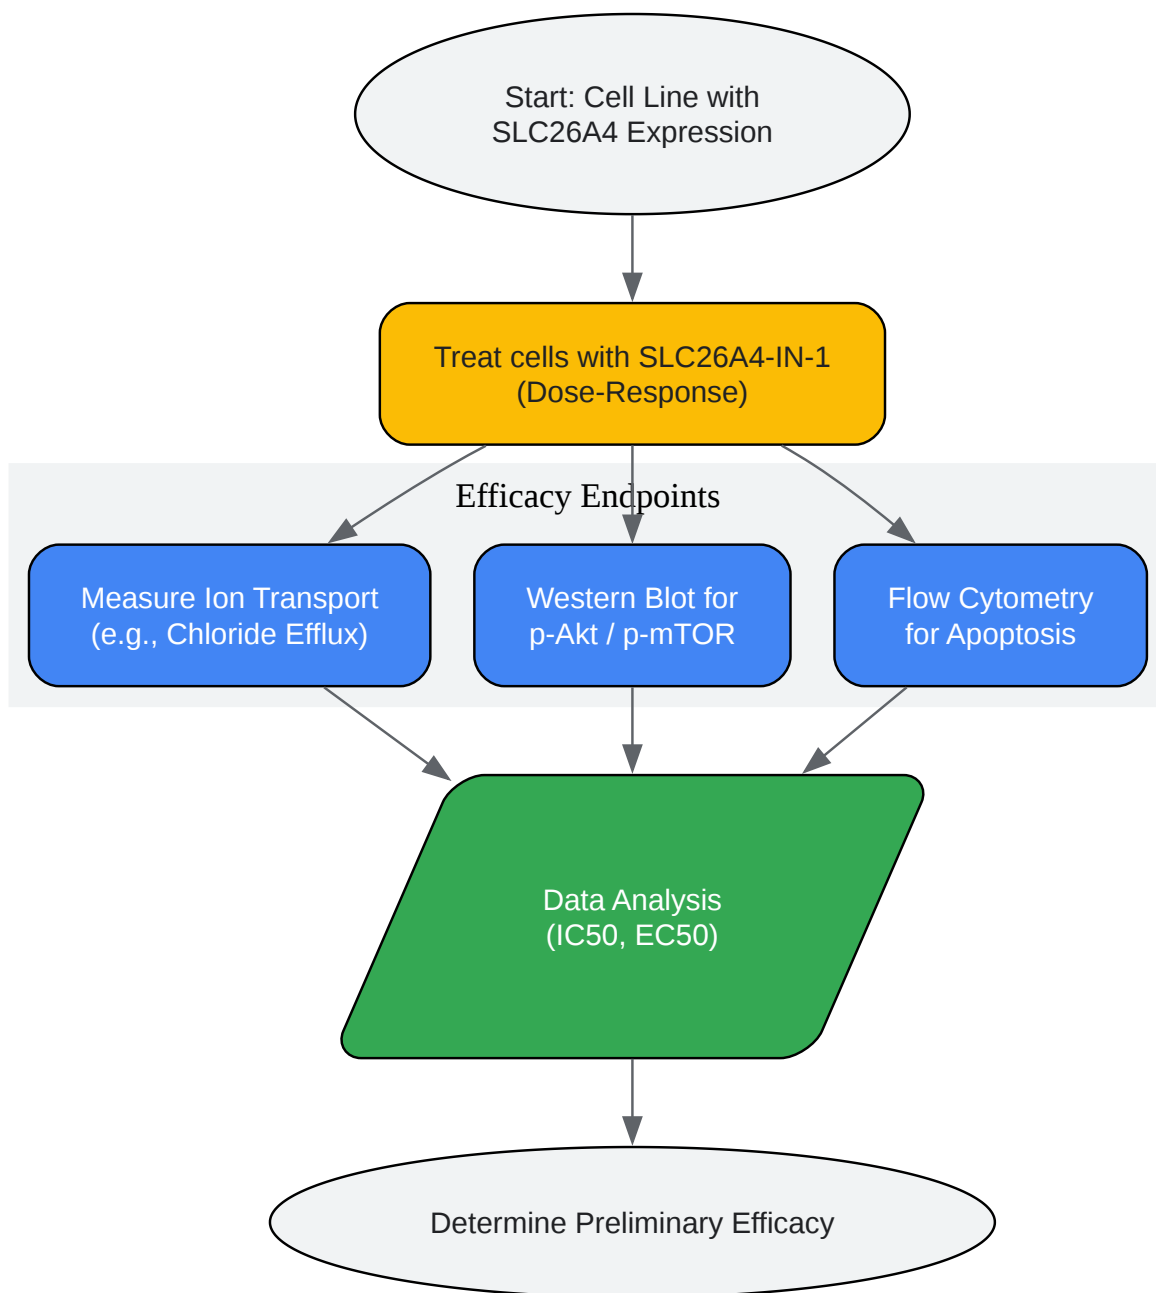 Start: Cell Line with
SLC26A4 Expression
Treat cells with SLC26A4-IN-1
(Dose-Response)
Efficacy Endpoints
Measure Ion Transport
(e.g., Chloride Efflux)
Western Blot for
p-Akt / p-mTOR
Flow Cytometry
for Apoptosis
Data Analysis
(IC50, EC50)
Determine Preliminary Efficacy